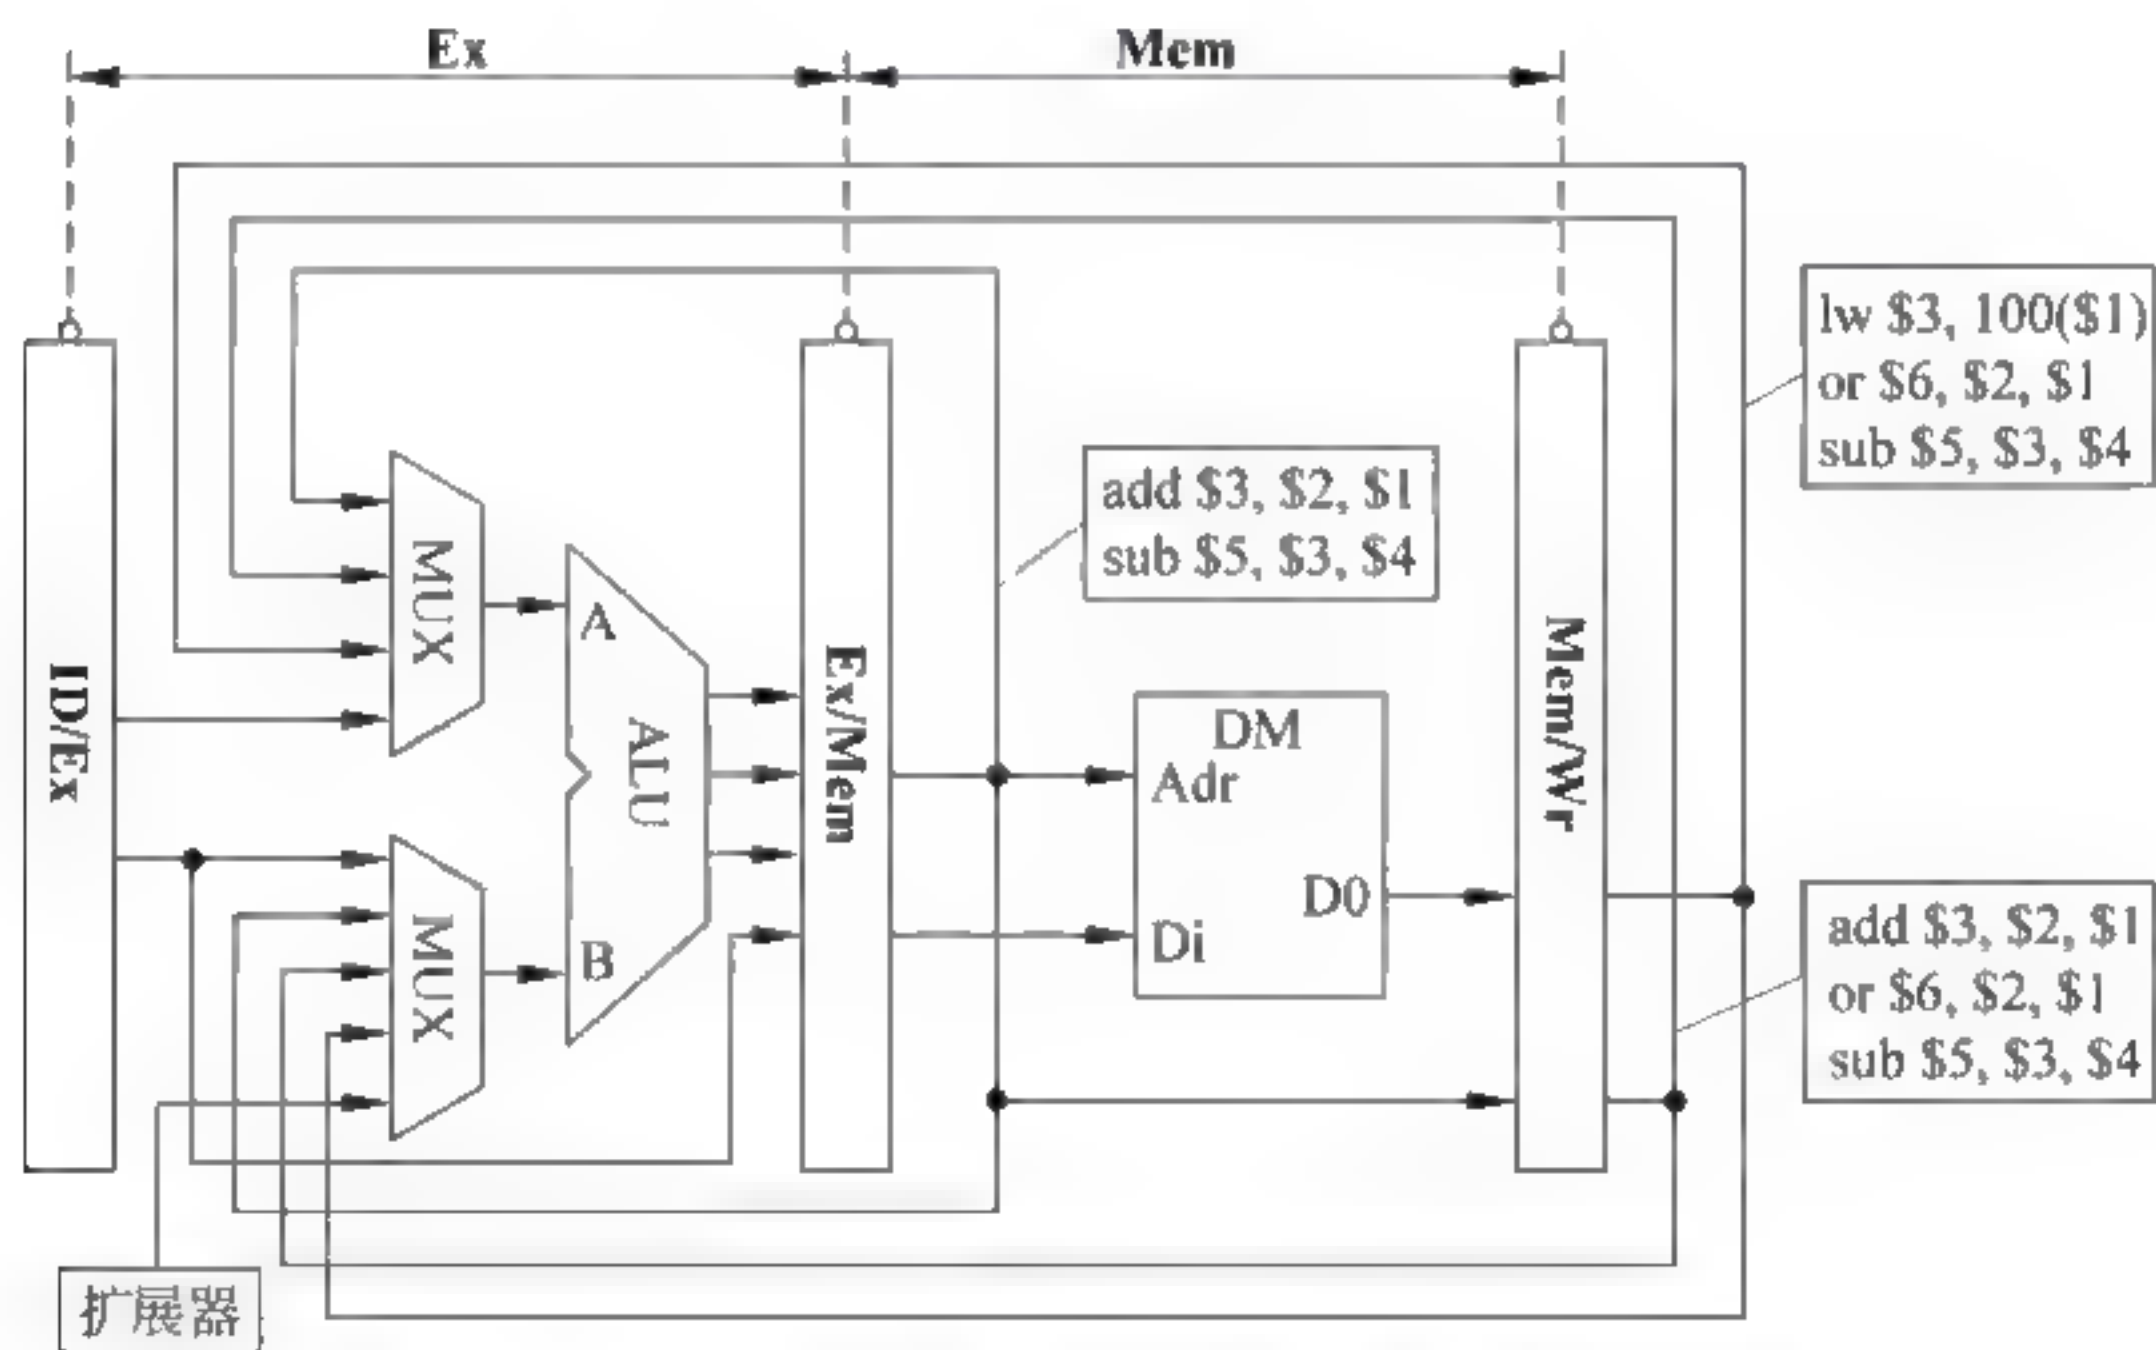 Ex
Mem
lw $3, 100($1)
or $6, $2, $1
sub $5, $3, $4
add $3, $2, $1
sub $5, $3, $4
ID/Ex
MUX
A
ALU
B
MUX
Ex/Mem
DM
Adr
D0
Di
Mem/Wr
add $3, $2, $1
or $6, $2, $1
sub $5, $3, $4
扩展器